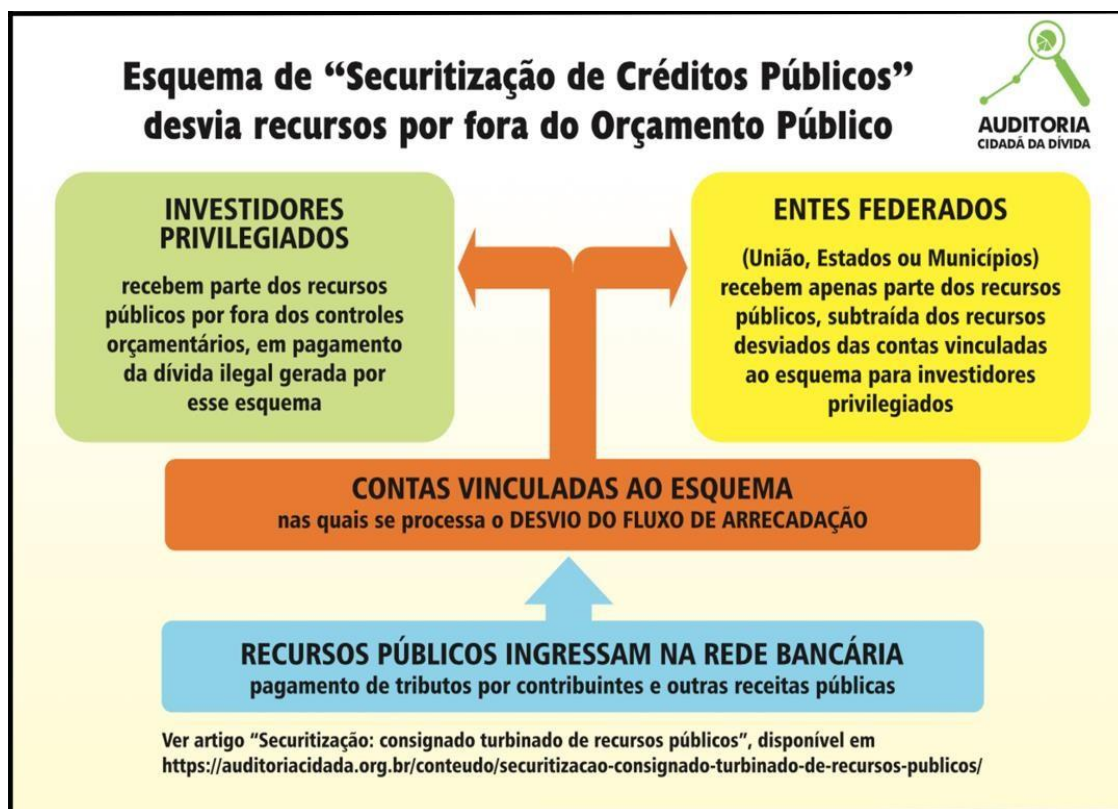 Esquema de “Securitização de Créditos Públicos”
desvia recursos por fora do Orçamento Público
AUDITORIA
CIDADÃ DA DÍVIDA
INVESTIDORES
PRIVILEGIADOS
recebem parte dos recursos
públicos por fora dos controles
orçamentários, em pagamento
da dívida ilegal gerada por
esse esquema
ENTES FEDERADOS
(União, Estados ou Municípios)
recebem apenas parte dos recursos
públicos, subtraída dos recursos
desviados das contas vinculadas
ao esquema para investidores
privilegiados
CONTAS VINCULADAS AO ESQUEMA
nas quais se processa o DESVIO DO FLUXO DE ARRECADAÇÃO
RECURSOS PÚBLICOS INGRESSAM NA REDE BANCÁRIA
pagamento de tributos por contribuintes e outras receitas públicas
Ver artigo “Securitização: consignado turbinado de recursos públicos”, disponível em
https://auditoriacidada.org.br/conteudo/securitizacao-consignado-turbinado-de-recursos-publicos/